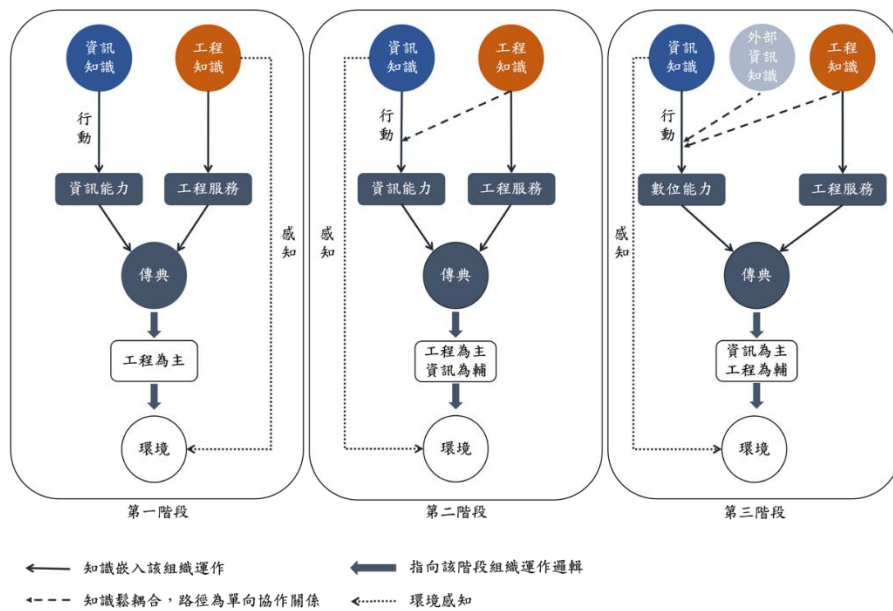 資訊
知識
工程
知識
行
動
資訊能力
工程服務
感
知
傳典
工程為主
環境
第一階段
資訊
知識
工程
知識
資訊能力
工程服務
感
知
傳典
工程為主
資訊為輔
環境
第二階段
資訊
知識
外部
資訊
知識
工程
知識
行
動
數位能力
工程服務
感
知
傳典
資訊為主
工程為輔
環境
第三階段
知識嵌入該組織運作
指向該階段組織運作邏輯
知識鬆耦合，路徑為單向協作關係
環境感知